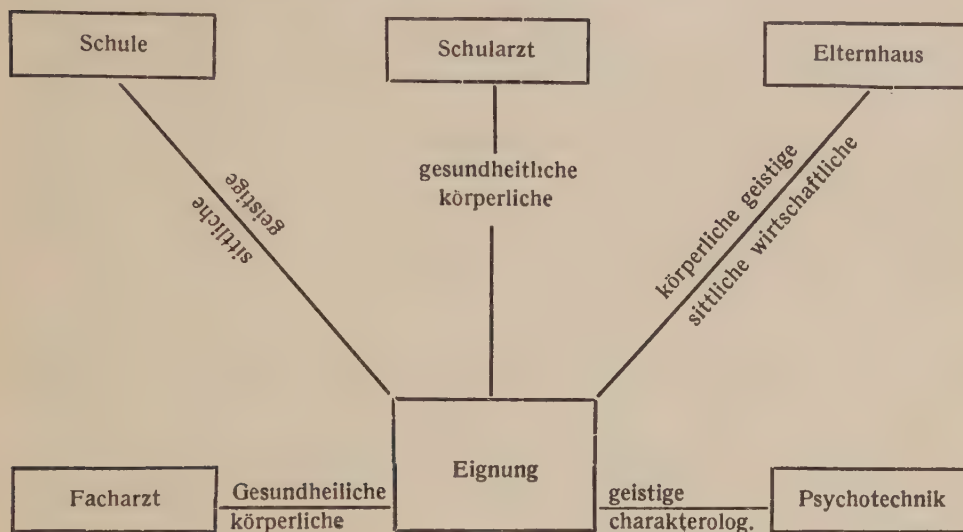 Schule
Schularzt
Elternhaus
geistige
sittliche
gesundheitliche
körperliche
körperliche geistige
sittliche wirtschaftliche
Facharzt
Gesundheiliche
körperliche
Eignung
geistige
charakterolog.
Psychotechnik